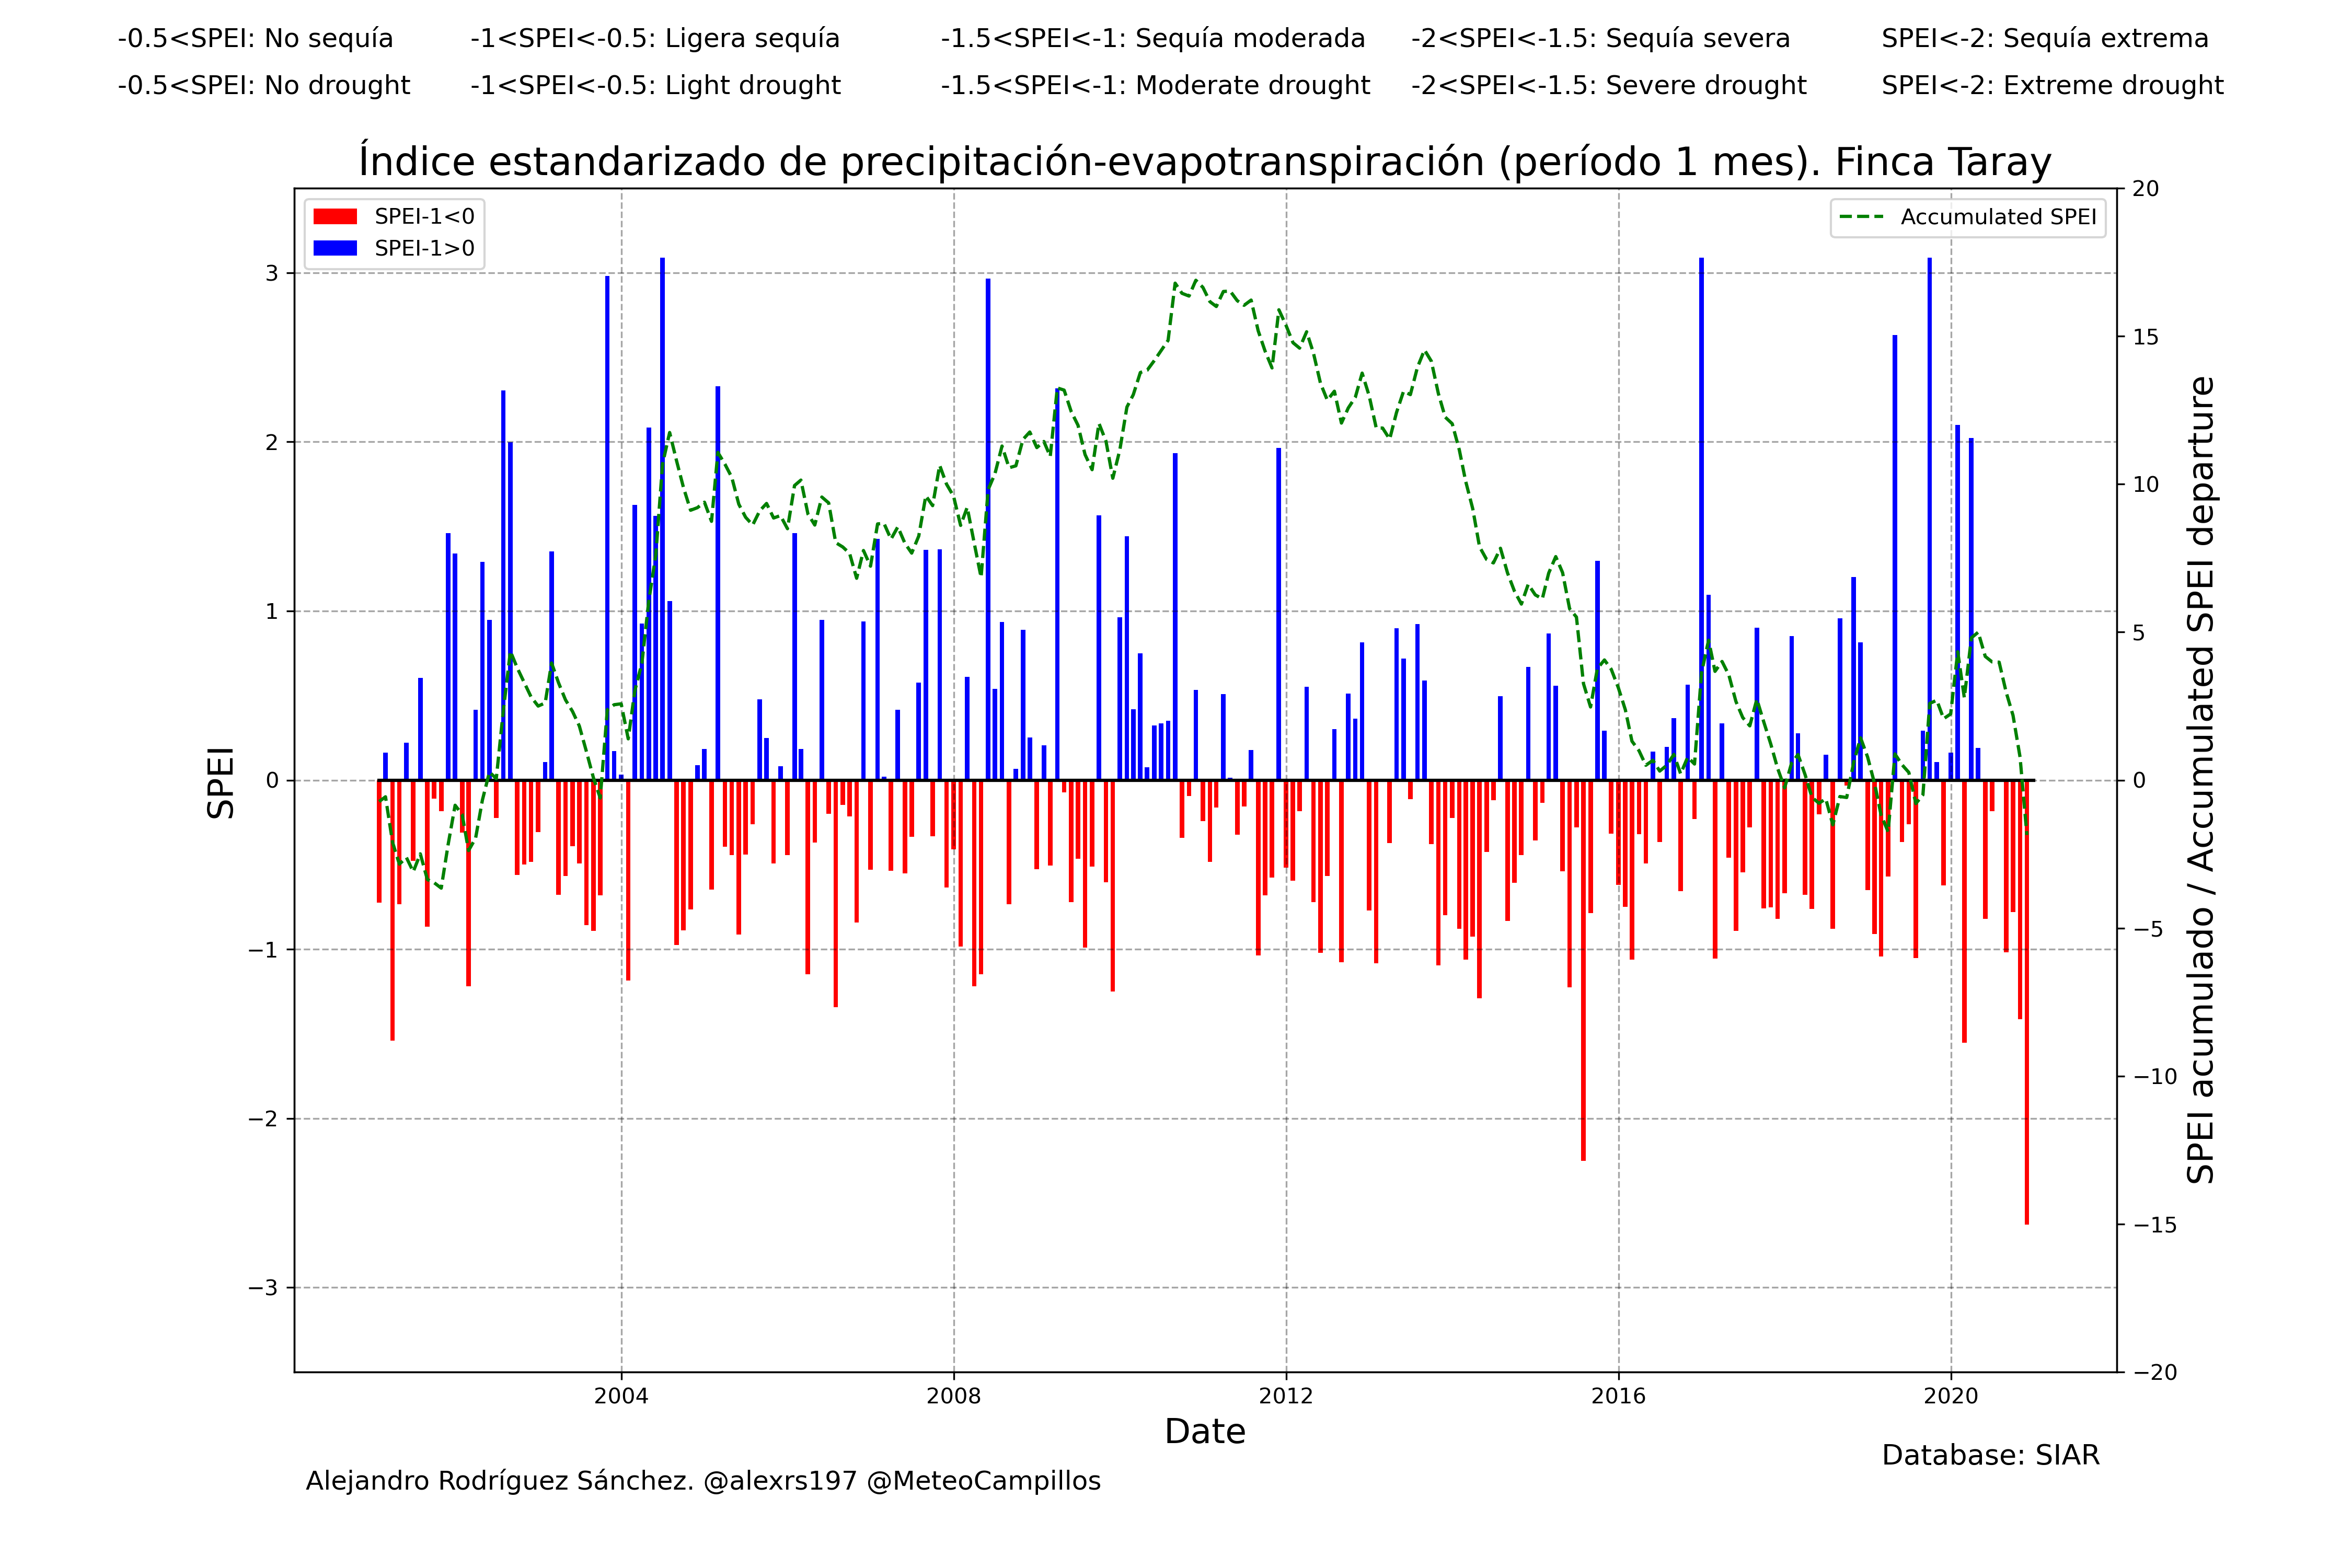 -0.5<SPEI: No sequía
-1<SPEI<-0.5: Ligera sequía
-1.5<SPEI<-1: Sequía moderada
-2<SPEI<-1.5: Sequía severa
SPEI<-2: Sequía extrema
-0.5<SPEI: No drought
-1<SPEI<-0.5: Light drought
-1.5<SPEI<-1: Moderate drought
-2<SPEI<-1.5: Severe drought
SPEI<-2: Extreme drought
Índice estandarizado de precipitación-evapotranspiración (período 1 mes). Finca Taray
SPEI-1<0
SPEI-1>0
Accumulated SPEI
SPEI
3
2
1
0
−1
−2
−3
20
15
10
5
0
−5
−10
−15
−20
SPEI acumulado / Accumulated SPEI departure
2004
2008
2012
2016
2020
Date
Database: SIAR
Alejandro Rodríguez Sánchez. @alexrs197 @MeteoCampillos